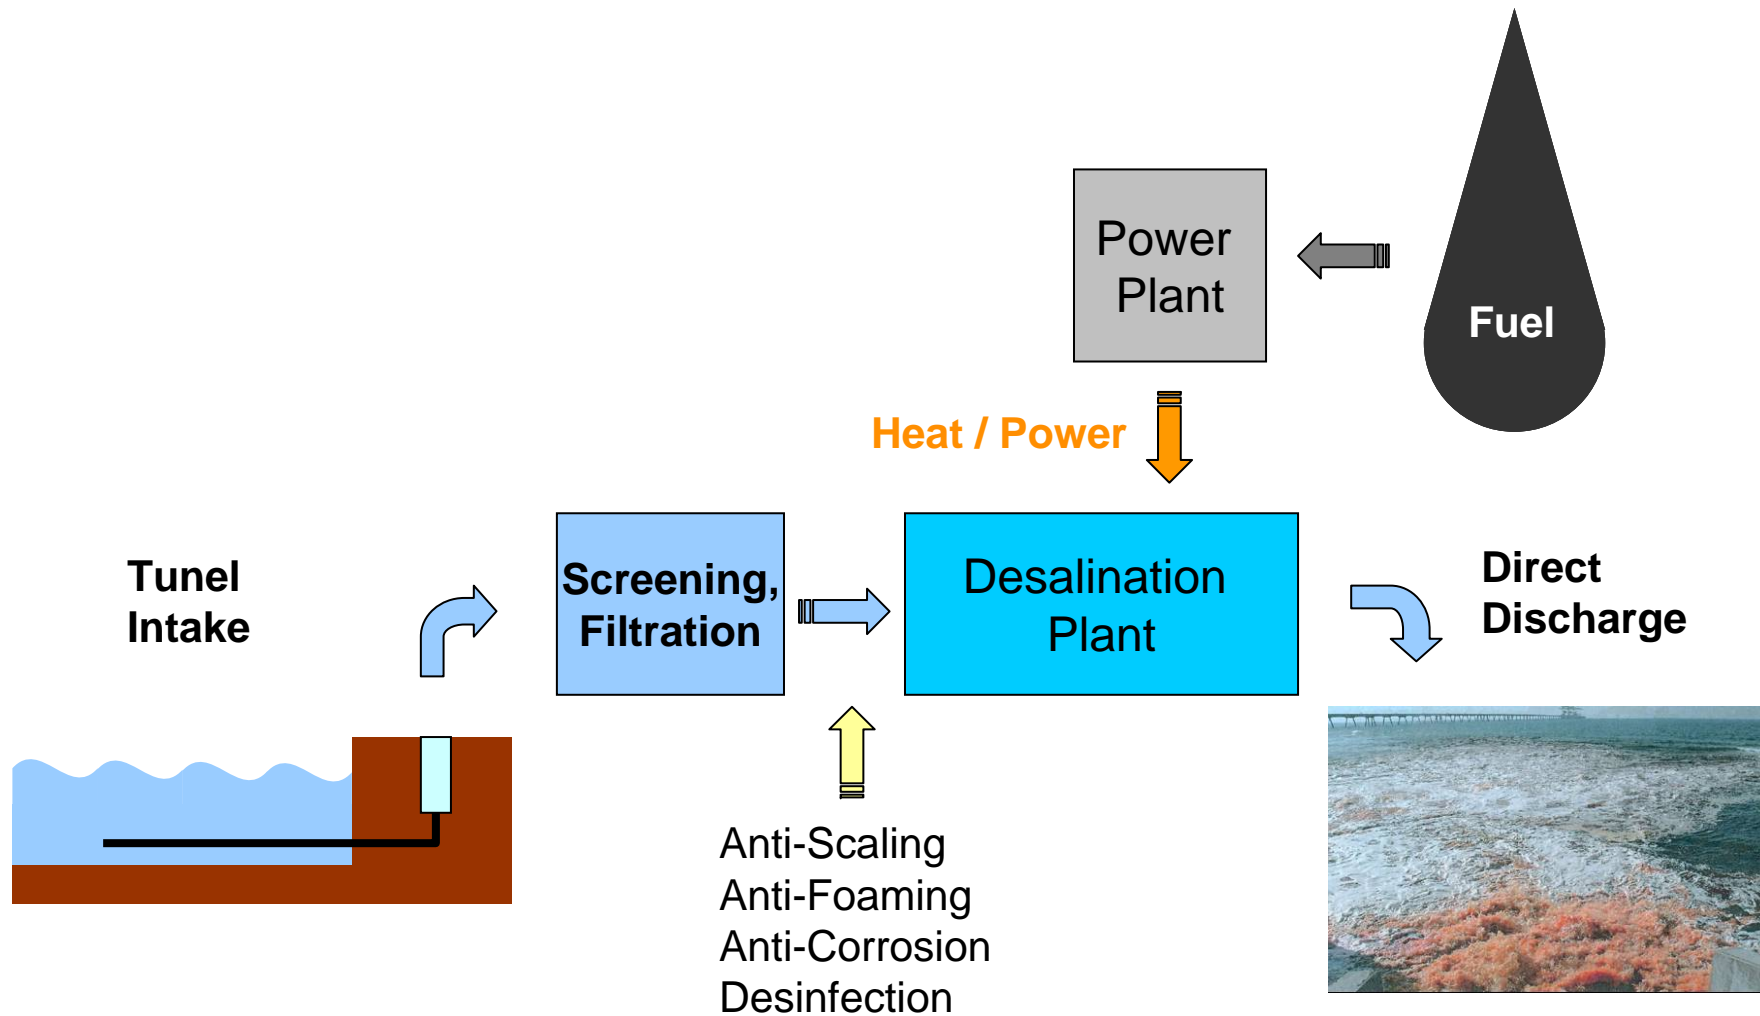 Power
Plant
Fuel
Heat / Power
Tunel
Intake
Screening,
Filtration
Desalination
Plant
Direct
Discharge
Anti-Scaling
Anti-Foaming
Anti-Corrosion
Desinfection